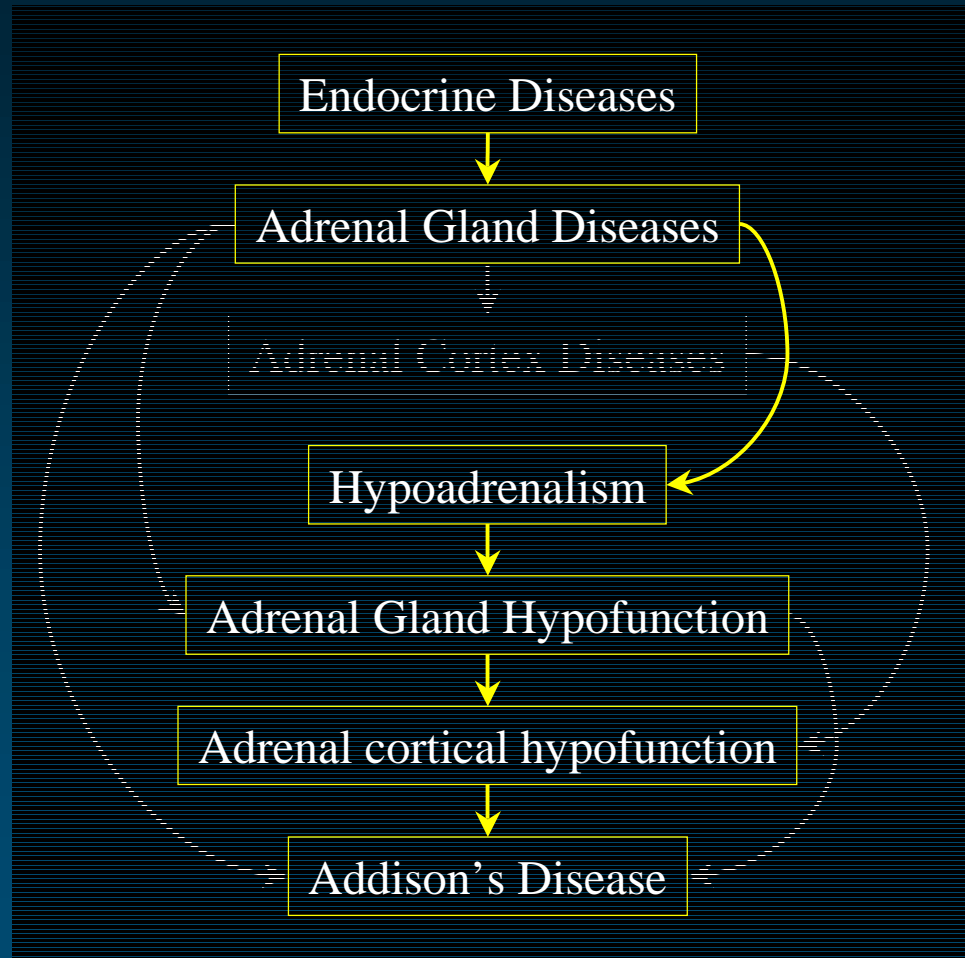 Endocrine Diseases
Adrenal Gland Diseases
Adrenal Cortex Diseases
Hypoadrenalism
Adrenal Gland Hypofunction
Adrenal cortical hypofunction
Addison’s Disease